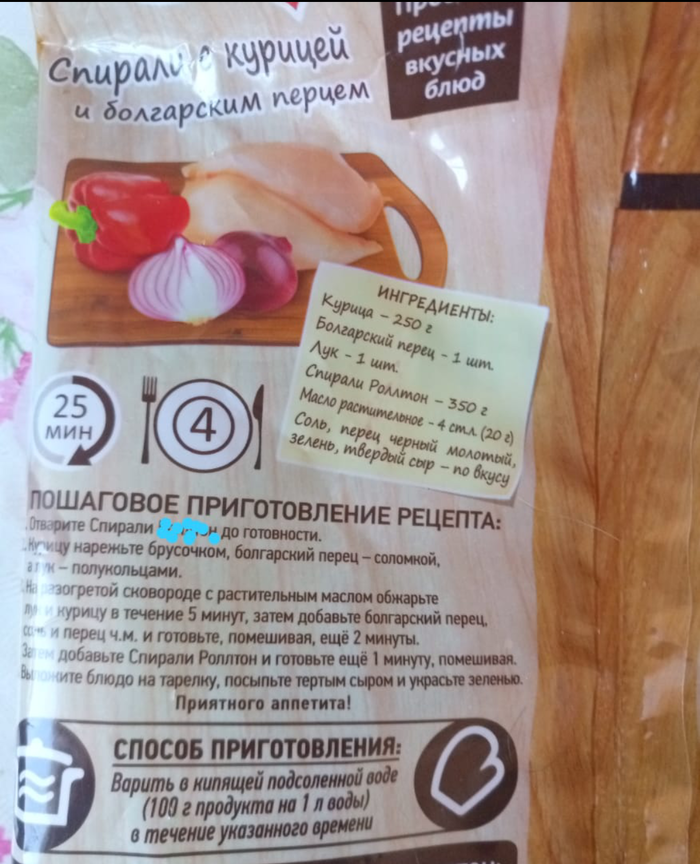 рецепты
вкусных
блюд
Спирали с курицей
и болгарским перцем
ИНГРЕДИЕНТЫ:
Курица – 250 г
Болгарский перец - 1 шт.
Лук - 1 шт.
Спирали Роллтон – 350 г
Масло растительное - 4 ст.л. (20 г)
Соль, перец черный молотый,
зелень, твердый сыр – по вкусу
25
МИН
4
ПОШАГОВОЕ ПРИГОТОВЛЕНИЕ РЕЦЕПТА:
Отварите Спирали до готовности.
Курицу нарежьте брусочком, болгарский перец – соломкой,
а лук – полукольцами.
На разогретой сковороде с растительным маслом обжарьте
лук и курицу в течение 5 минут, затем добавьте болгарский перец,
соль и перец ч.м. и готовьте, помешивая, ещё 2 минуты.
Затем добавьте Спирали Роллтон и готовьте ещё 1 минуту, помешивая.
Выложите блюдо на тарелку, посыпьте тертым сыром и украсьте зеленью.
Приятного аппетита!
СПОСОБ ПРИГОТОВЛЕНИЯ:
Варить в кипящей подсоленной воде
(100 г продукта на 1 л воды)
в течение указанного времени